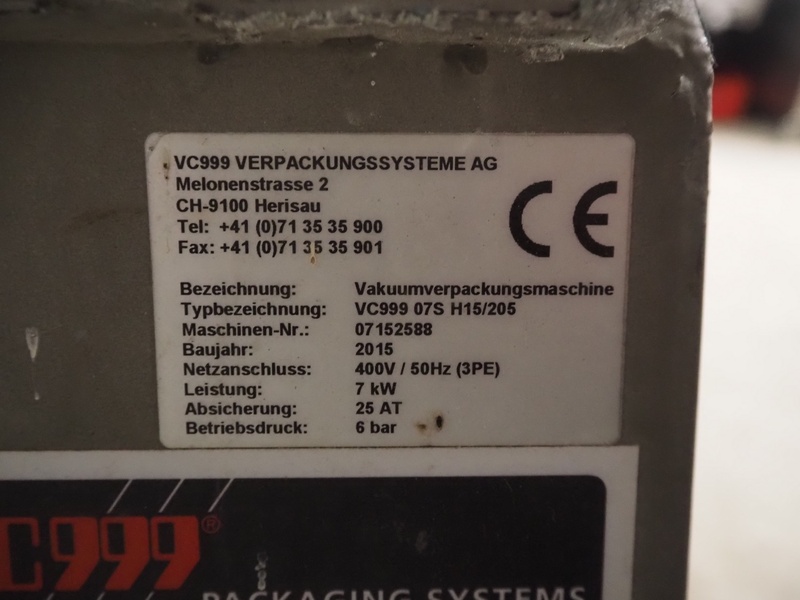 VC999 VERPACKUNGSSYSTEME AG
Melonenstrasse 2
CH-9100 Herisau
Tel: +41 (0)71 35 35 900
Fax: +41 (0)71 35 35 901
CE
Bezeichnung: Vakuumverpackungsmaschine
Typbezeichnung: VC999 07S H15/205
Maschinen-Nr.: 07152588
Baujahr: 2015
Netzanschluss: 400V / 50Hz (3PE)
Leistung: 7 kW
Absicherung: 25 AT
Betriebsdruck: 6 bar
C999®
PACKAGING SYSTEMS